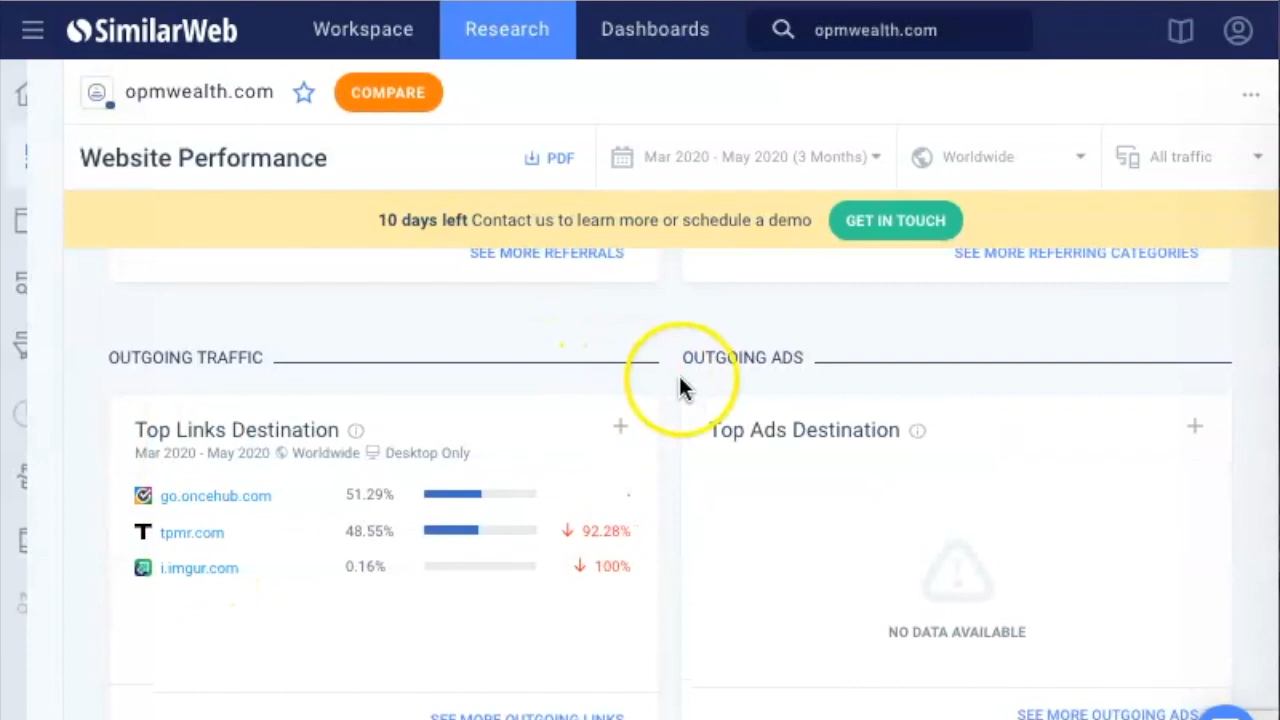 SimilarWeb Workspace Research Dashboards opmwealth.com
opmwealth.com COMPARE
Website Performance PDF Mar 2020 - May 2020 (3 Months) Worldwide All traffic
10 days left Contact us to learn more or schedule a demo GET IN TOUCH
SEE MORE REFERRALS SEE MORE REFERRING CATEGORIES
OUTGOING TRAFFIC OUTGOING ADS
Top Links Destination Top Ads Destination
Mar 2020 - May 2020 Worldwide Desktop Only
go.oncehub.com 51.29%
tpmr.com 48.55% 92.28%
i.imgur.com 0.16% 100%
NO DATA AVAILABLE
SEE MORE OUTGOING LINKS SEE MORE OUTGOING ADS